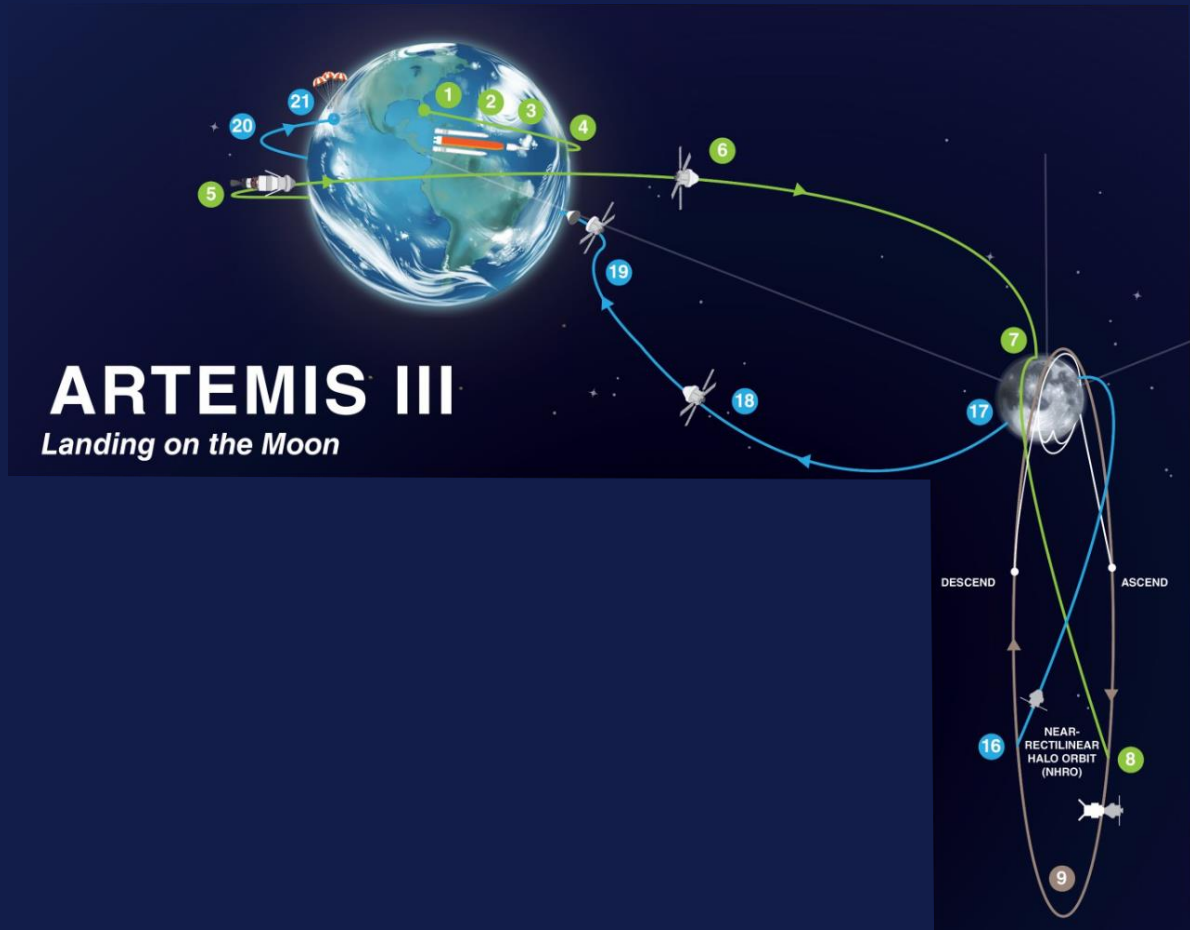 21
1
2
3
4
20
5
6
19
7
18
17
ARTEMIS III
Landing on the Moon
DESCEND
ASCEND
16
NEAR-
RECTILINEAR
HALO ORBIT
(NHRO)
8
9